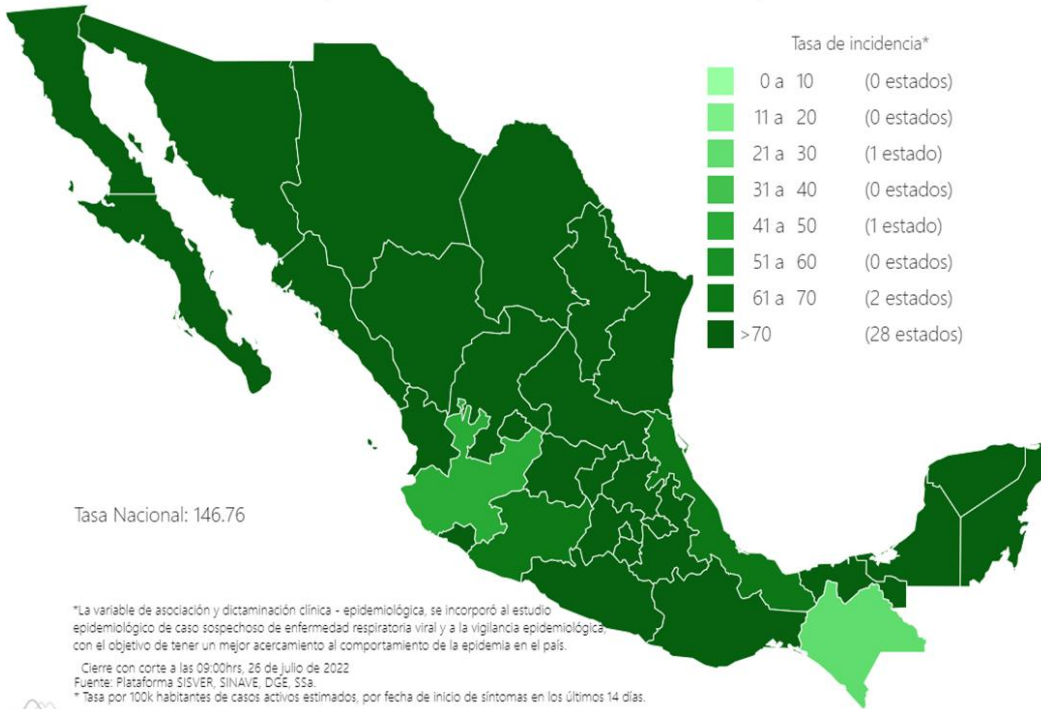 Tasa de incidencia*
0 a 10 (0 estados)
11 a 20 (0 estados)
21 a 30 (1 estado)
31 a 40 (0 estados)
41 a 50 (1 estado)
51 a 60 (0 estados)
61 a 70 (2 estados)
>70 (28 estados)
Tasa Nacional: 146.76
*La variable de asociación y dictaminación clínica - epidemiológica, se incorporó al estudio
epidemiológico de caso sospechoso de enfermedad respiratoria viral y a la vigilancia epidemiológica,
con el objetivo de tener un mejor acercamiento al comportamiento de la epidemia en el país.
Cierre con corte a las 09:00hrs, 26 de julio de 2022
Fuente: Plataforma SISVER, SINAVE, DGE, SSa.
* Tasa por 100k habitantes de casos activos estimados, por fecha de inicio de síntomas en los últimos 14 días.